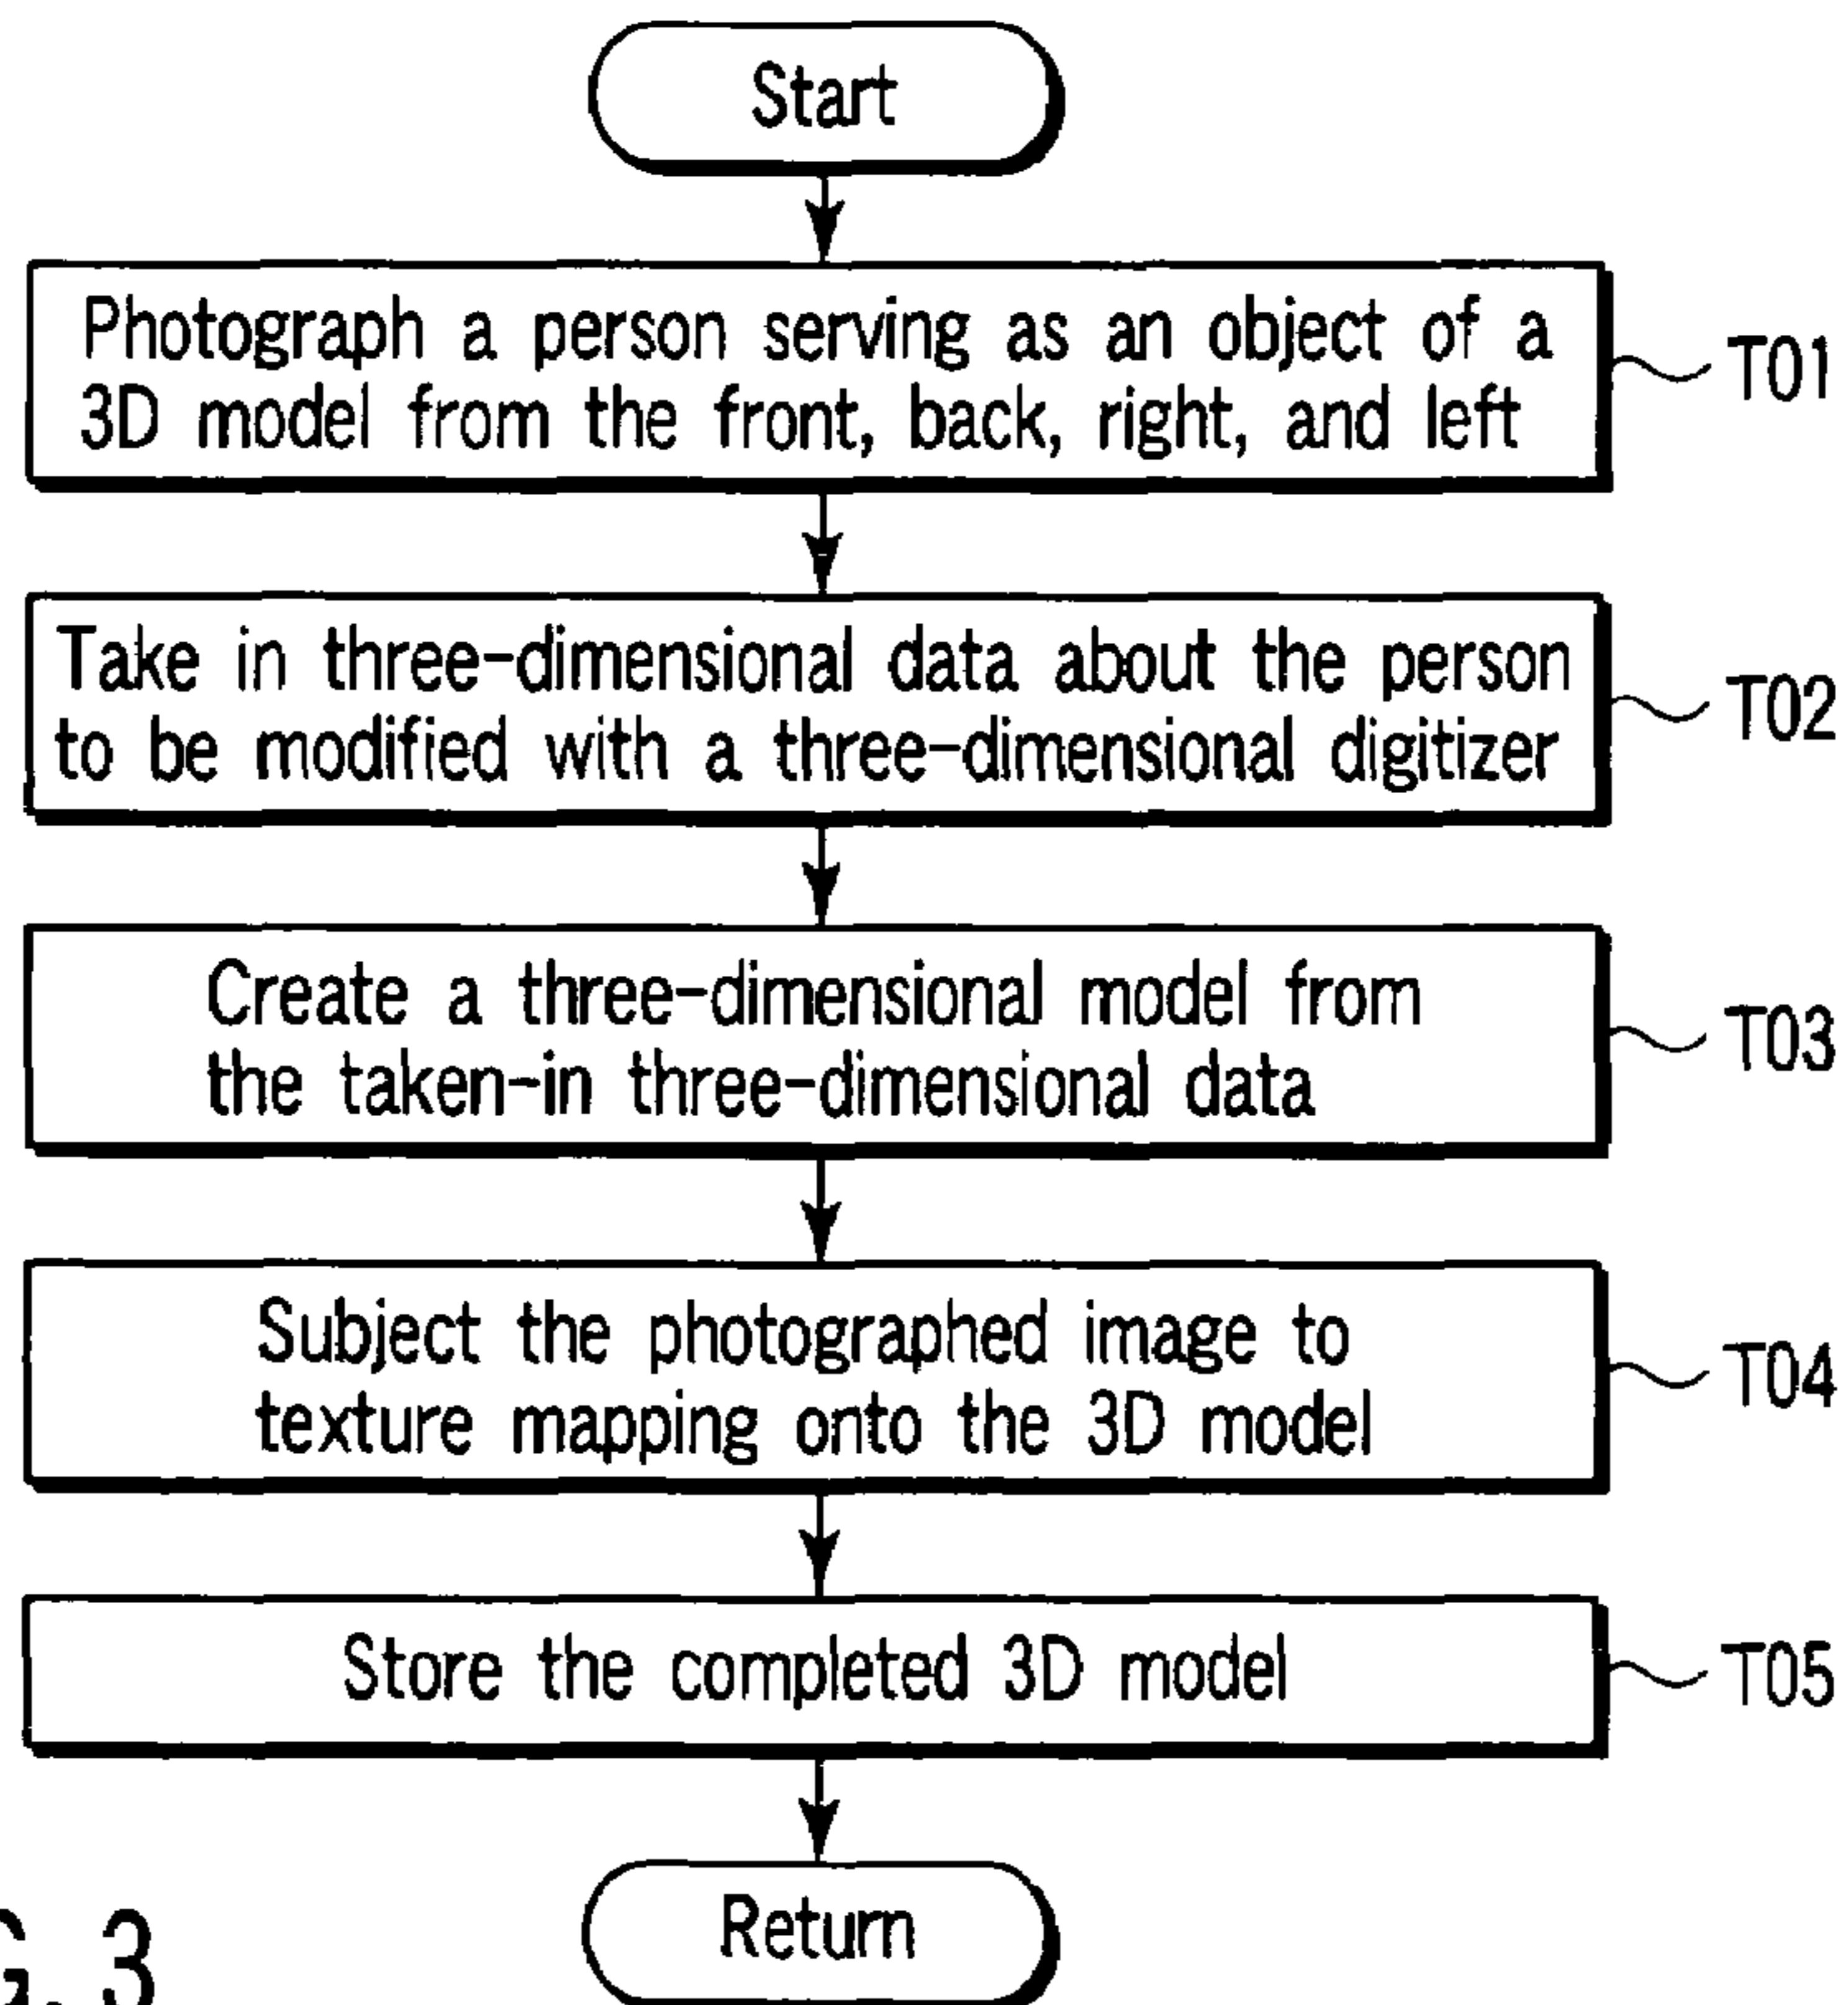 Start
Photograph a person serving as an object of a
3D model from the front, back, right, and left
T01
Take in three-dimensional data about the person
to be modified with a three-dimensional digitizer
T02
Create a three-dimensional model from
the taken-in three-dimensional data
T03
Subject the photographed image to
texture mapping onto the 3D model
T04
Store the completed 3D model
T05
Return
G. 3